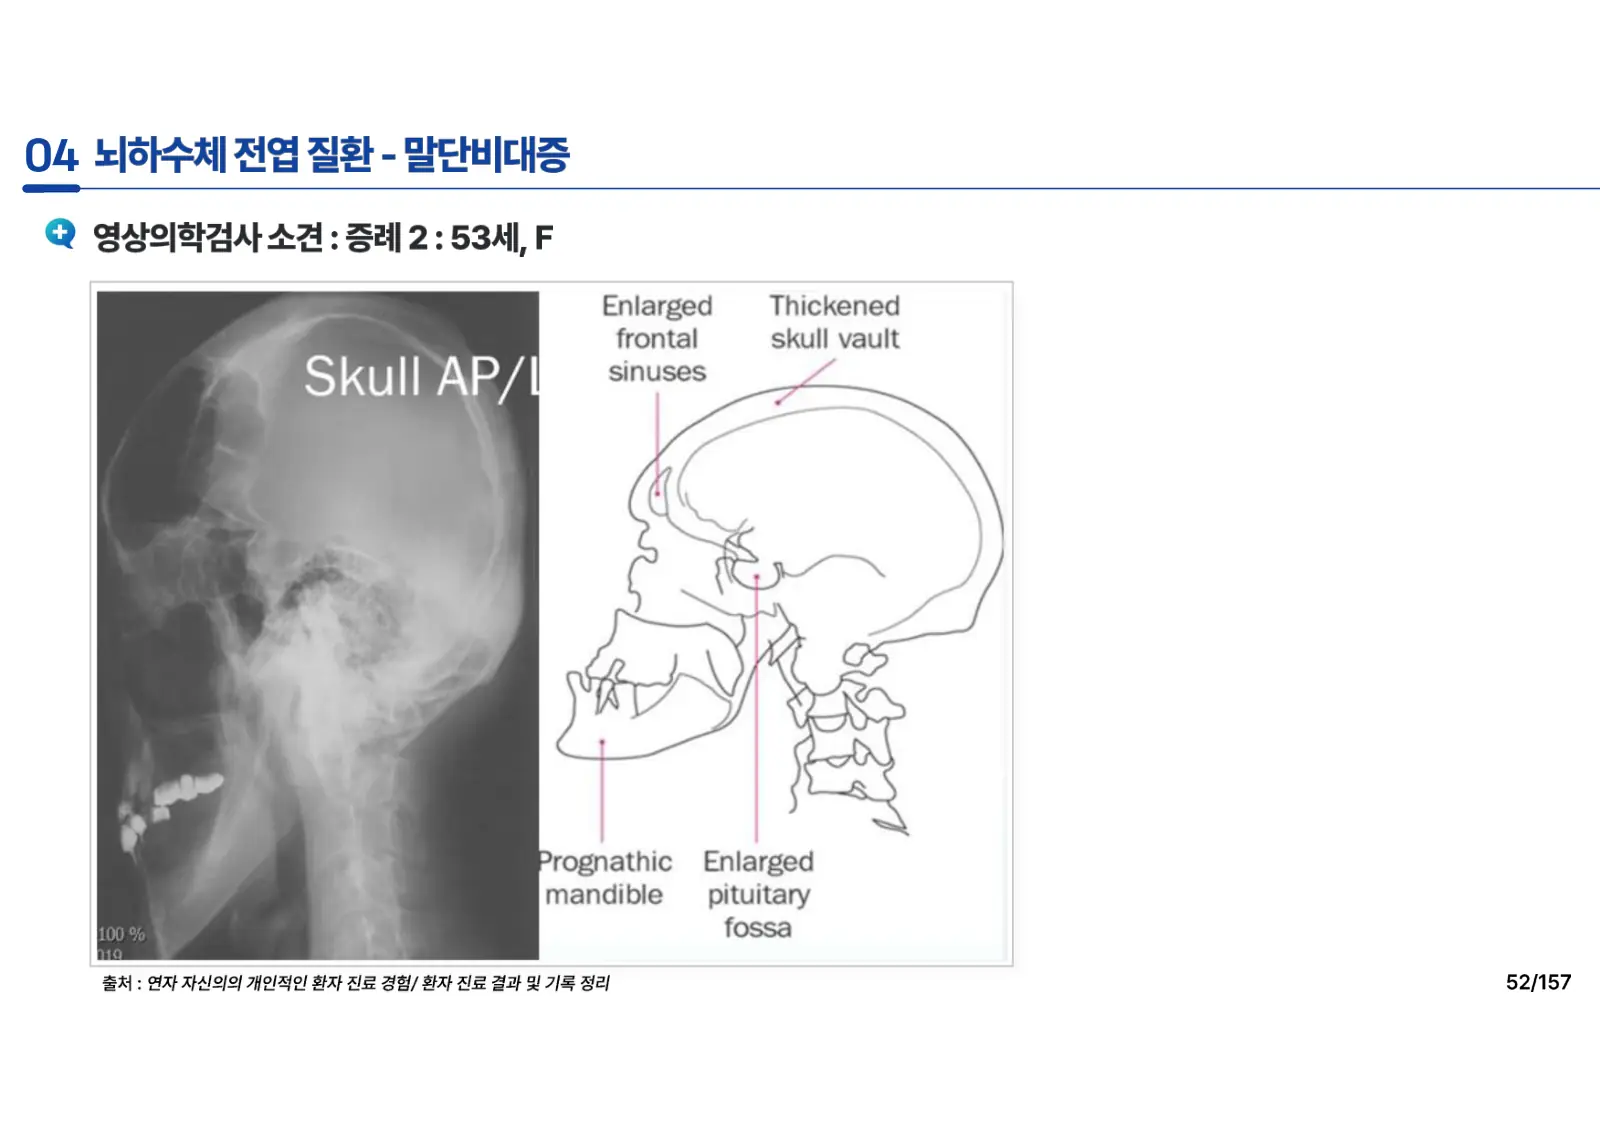 04 뇌하수체 전엽 질환 - 말단비대증
영상의학검사 소견 : 증례 2 : 53세, F
Skull AP/L
100 %
019
Enlarged
frontal
sinuses
Thickened
skull vault
Prognathic
mandible
Enlarged
pituitary
fossa
출처 : 연자 자신의의 개인적인 환자 진료 경험/ 환자 진료 결과 및 기록 정리
52/157